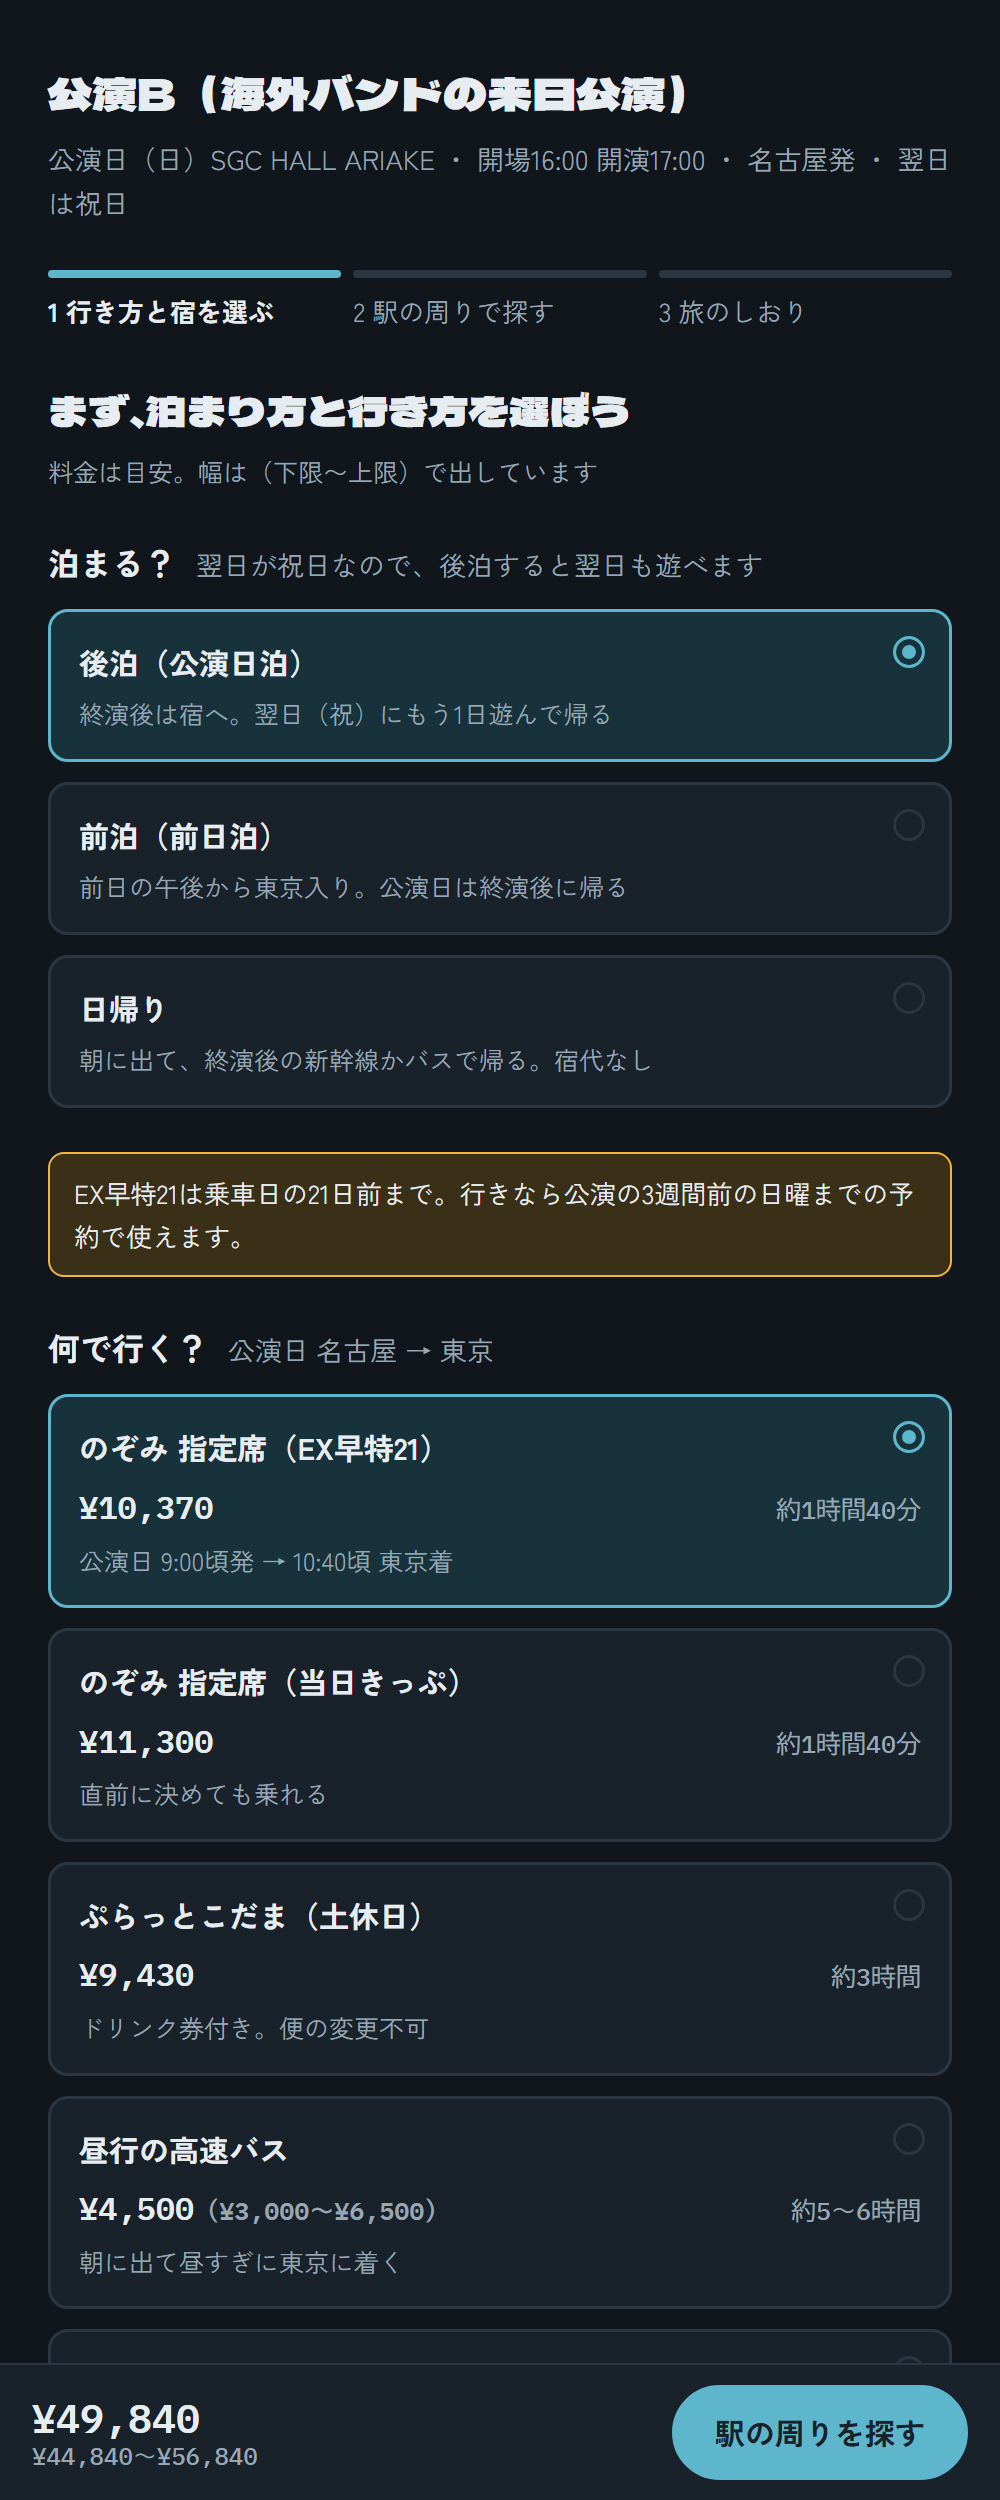 公演B（海外バンドの来日公演）
公演日（日）SGC HALL ARIAKE ・ 開場16:00 開演17:00 ・ 名古屋発 ・ 翌日
は祝日
1 行き方と宿を選ぶ
2 駅の周りで探す
3 旅のしおり
まず、泊まり方と行き方を選ぼう
料金は目安。幅は（下限〜上限）で出しています
泊まる？ 翌日が祝日なので、後泊すると翌日も遊べます
後泊（公演日泊）
終演後は宿へ。翌日（祝）にもう1日遊んで帰る
前泊（前日泊）
前日の午後から東京入り。公演日は終演後に帰る
日帰り
朝に出て、終演後の新幹線かバスで帰る。宿代なし
EX早特21は乗車日の21日前まで。行きなら公演の3週間前の日曜までの予
約で使えます。
何で行く？ 公演日 名古屋 → 東京
のぞみ 指定席（EX早特21）
¥10,370 約1時間40分
公演日 9:00頃発 → 10:40頃 東京着
のぞみ 指定席（当日きっぷ）
¥11,300 約1時間40分
直前に決めても乗れる
ぷらっとこだま（土休日）
¥9,430 約3時間
ドリンク券付き。便の変更不可
昼行の高速バス
¥4,500（¥3,000〜¥6,500） 約5〜6時間
朝に出て昼すぎに東京に着く
¥49,840
¥44,840〜¥56,840
駅の周りを探す